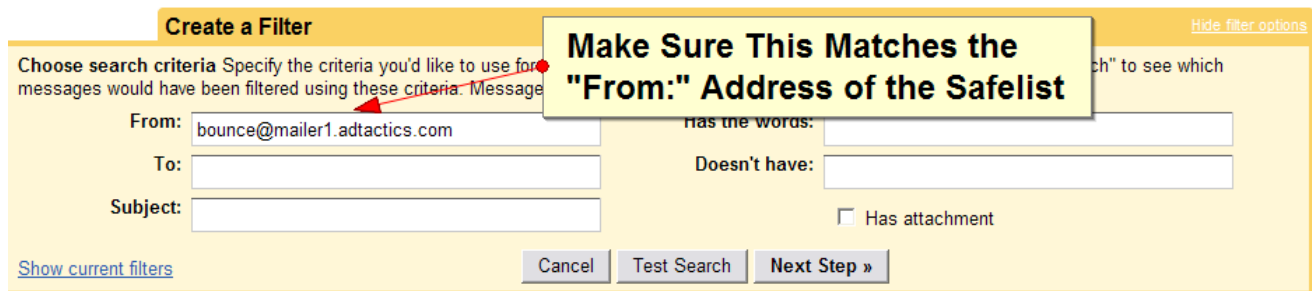 Create a Filter
Hide filter options
Make Sure This Matches the
"From:" Address of the Safelist
Choose search criteria Specify the criteria you'd like to use for ch" to see which
messages would have been filtered using these criteria. Message
From: bounce@mailer1.adtactics.com Has the words:
To: Doesn't have:
Subject: Has attachment
Show current filters Cancel Test Search Next Step »